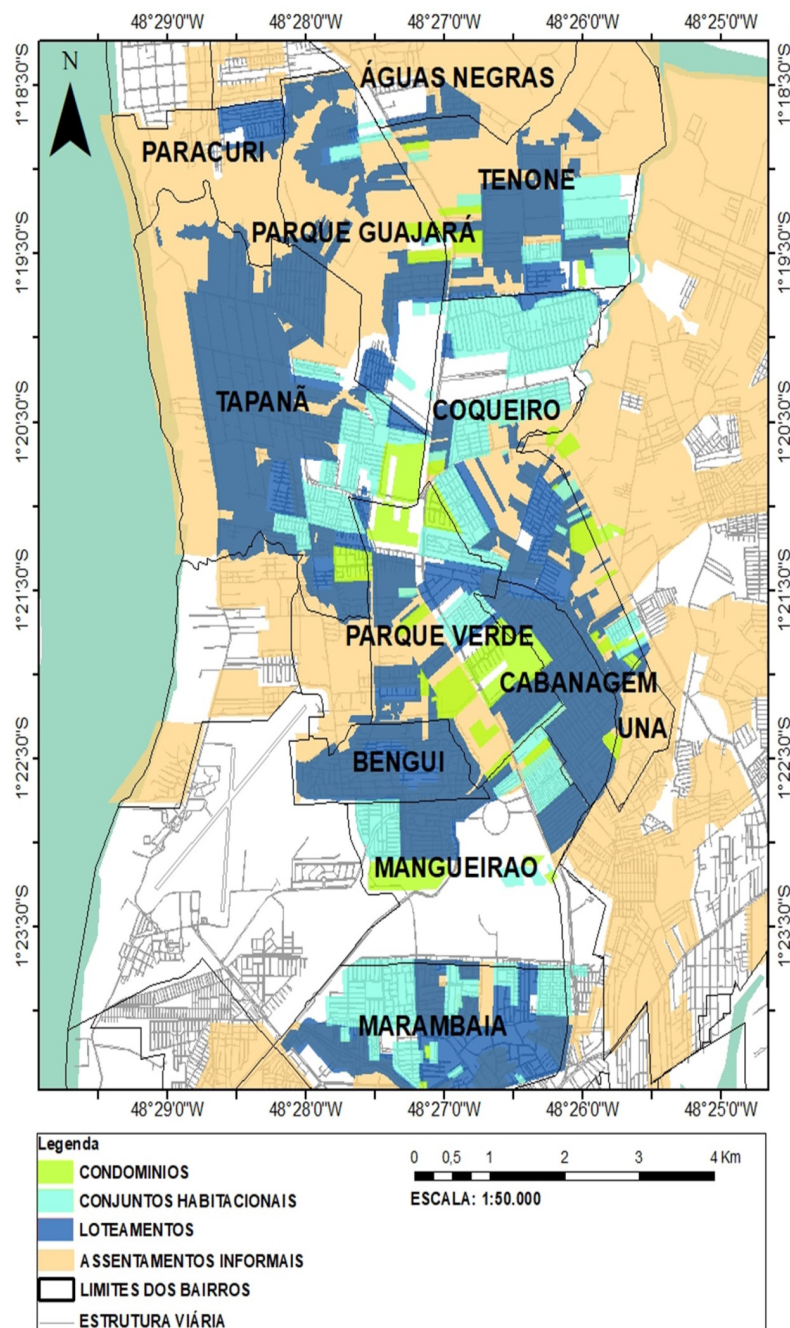 48°29'0"W 48°28'0"W 48°27'0"W 48°26'0"W 48°25'0"W
N
1°18'30"S
1°19'30"S
1°20'30"S
1°21'30"S
1°22'30"S
1°23'30"S
ÁGUAS NEGRAS
PARACURI
TENONE
PARQUE GUAJARÁ
TAPANÃ
COQUEIRO
PARQUE VERDE
CABANAGEM
UNA
BENGUI
MANGUEIRAO
MARAMBAIA
1°18'30"S
1°19'30"S
1°20'30"S
1°21'30"S
1°22'30"S
1°23'30"S
48°29'0"W 48°28'0"W 48°27'0"W 48°26'0"W 48°25'0"W
Legenda
CONDOMINIOS
CONJUNTOS HABITACIONAIS
LOTEAMENTOS
ASSENTAMENTOS INFORMAIS
LIMITES DOS BAIRROS
ESTRUTURA VIÁRIA
0 0,5 1 2 3 4 Km
ESCALA: 1:50.000